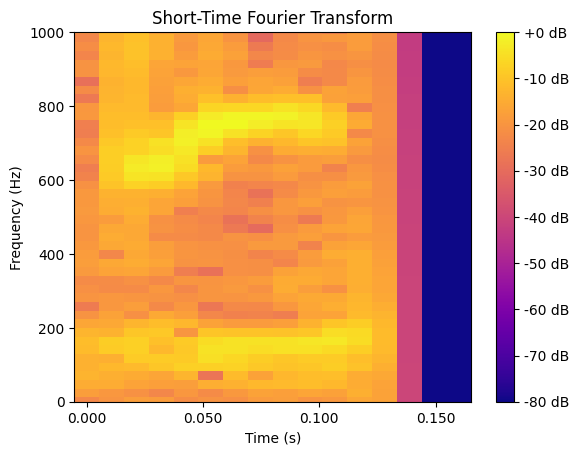 Short-Time Fourier Transform
1000
800
600
400
200
0
Frequency (Hz)
0.000
0.050
0.100
0.150
Time (s)
+0 dB
-10 dB
-20 dB
-30 dB
-40 dB
-50 dB
-60 dB
-70 dB
-80 dB